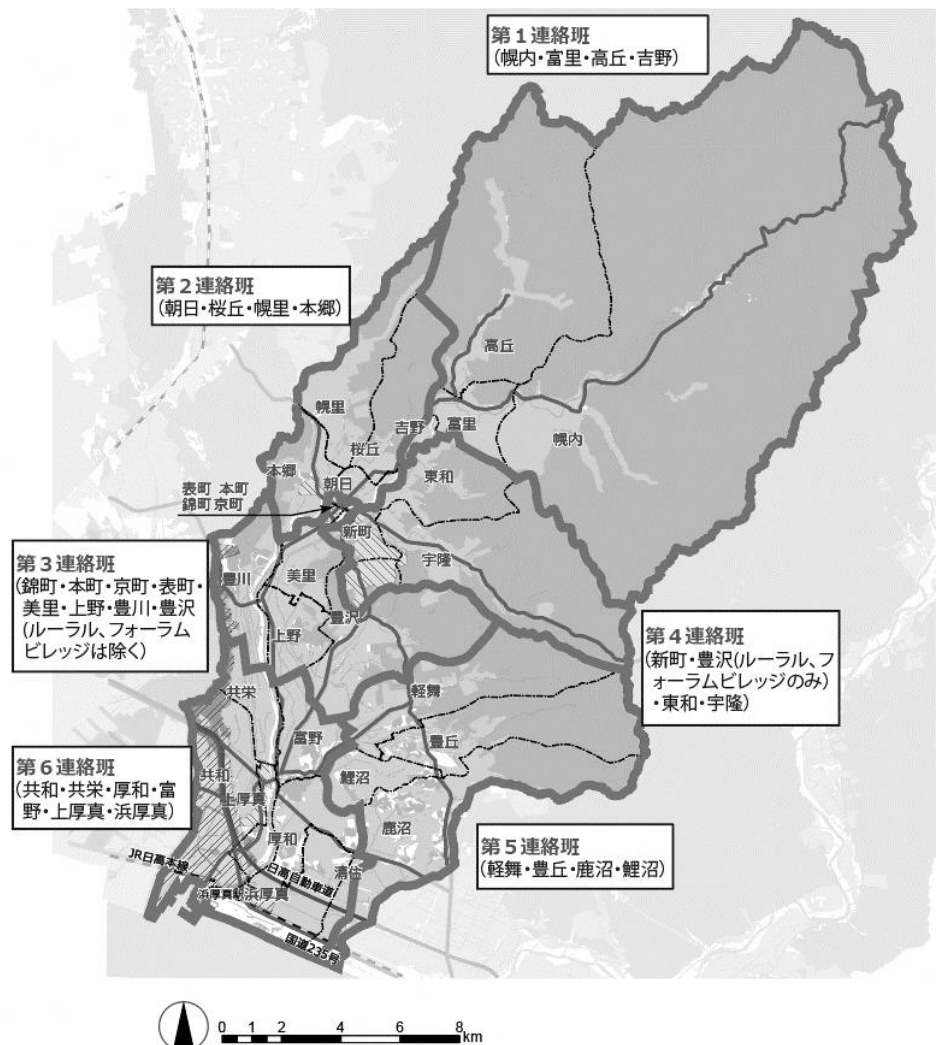 第１連絡班
(幌内・富里・高丘・吉野)
第２連絡班
(朝日・桜丘・幌里・本郷)
高丘
幌里
吉野
富里
幌内
桜丘
本郷
朝日
東和
表町 本町
錦町 京町
新町
宇隆
第３連絡班
(錦町・本町・京町・表町・
美里・上野・豊川・豊沢
(ルーラル、フォーラム
ビレッジは除く)
豊川
美里
豊沢
上野
第４連絡班
(新町・豊沢(ルーラル、フ
ォーラムビレッジのみ)
・東和・宇隆)
共栄
軽舞
富野
豊丘
鯉沼
第６連絡班
(共和・共栄・厚和・富
野・上厚真・浜厚真)
共和
上厚真
厚和
鹿沼
清住
第５連絡班
(軽舞・豊丘・鹿沼・鯉沼)
JR日高本線
日高自動車道
浜厚真駅
浜厚真
国道235号
0 1 2 4 6 8
km